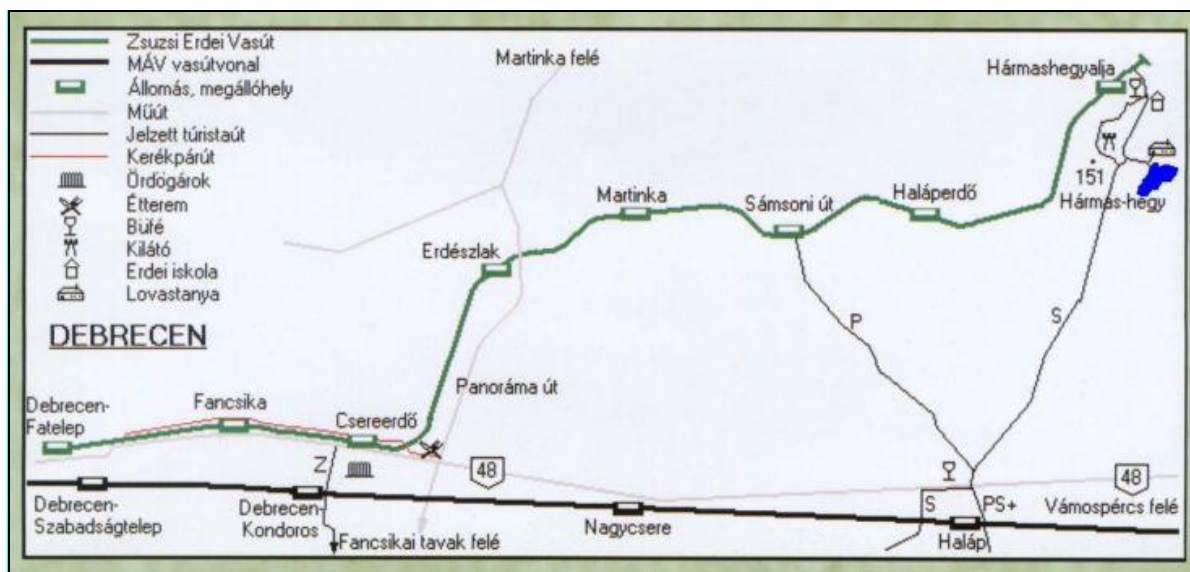 Zsuzsi Erdei Vasút
MÁV vasútvonal
Állomás, megállóhely
Műút
Jelzett túristaút
Kerékpárút
Ördögárok
Étterem
Büfé
Kilátó
Erdei iskola
Lovastanya
DEBRECEN
Martinka felé
Hármashegyalja
151
Hármas-hegy
Martinka
Sámsoni út
Haláperdő
Erdészlak
P
S
Panoráma út
Debrecen-
Fatelep
Fancsika
Csereerdő
Z
48
48
Debrecen-
Szabadságtelep
Debrecen-
Kondoros
Nagycsere
S
PS+
Vámospércs felé
Haláp
Fancsikai tavak felé